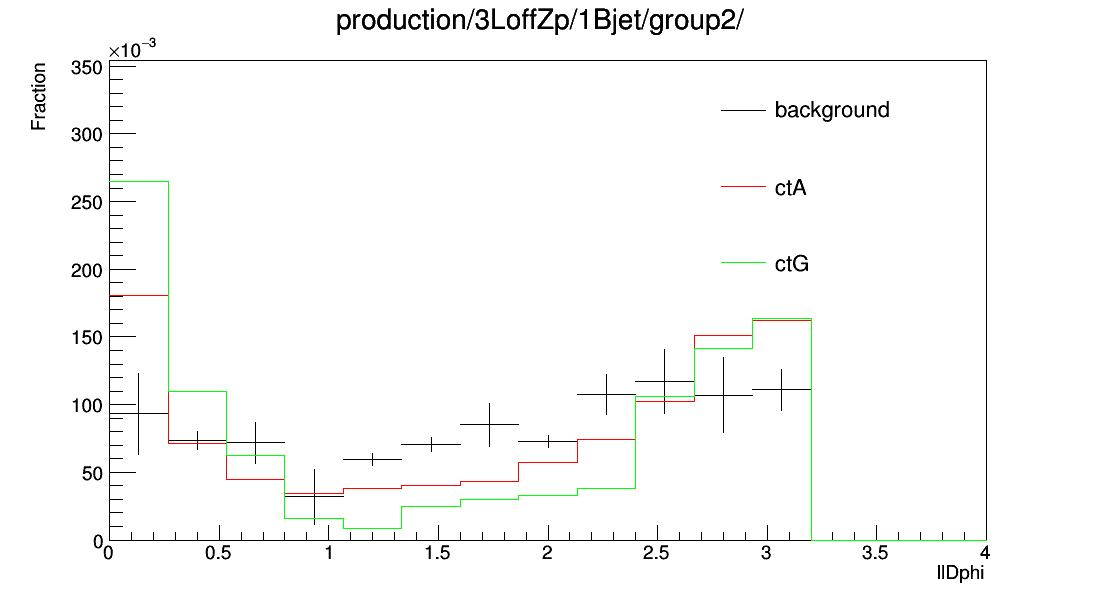 production/3LoffZp/1Bjet/group2/
×10⁻³
Fraction
350
300
250
200
150
100
50
0
background
ctA
ctG
0 0.5 1 1.5 2 2.5 3 3.5 4
llDphi